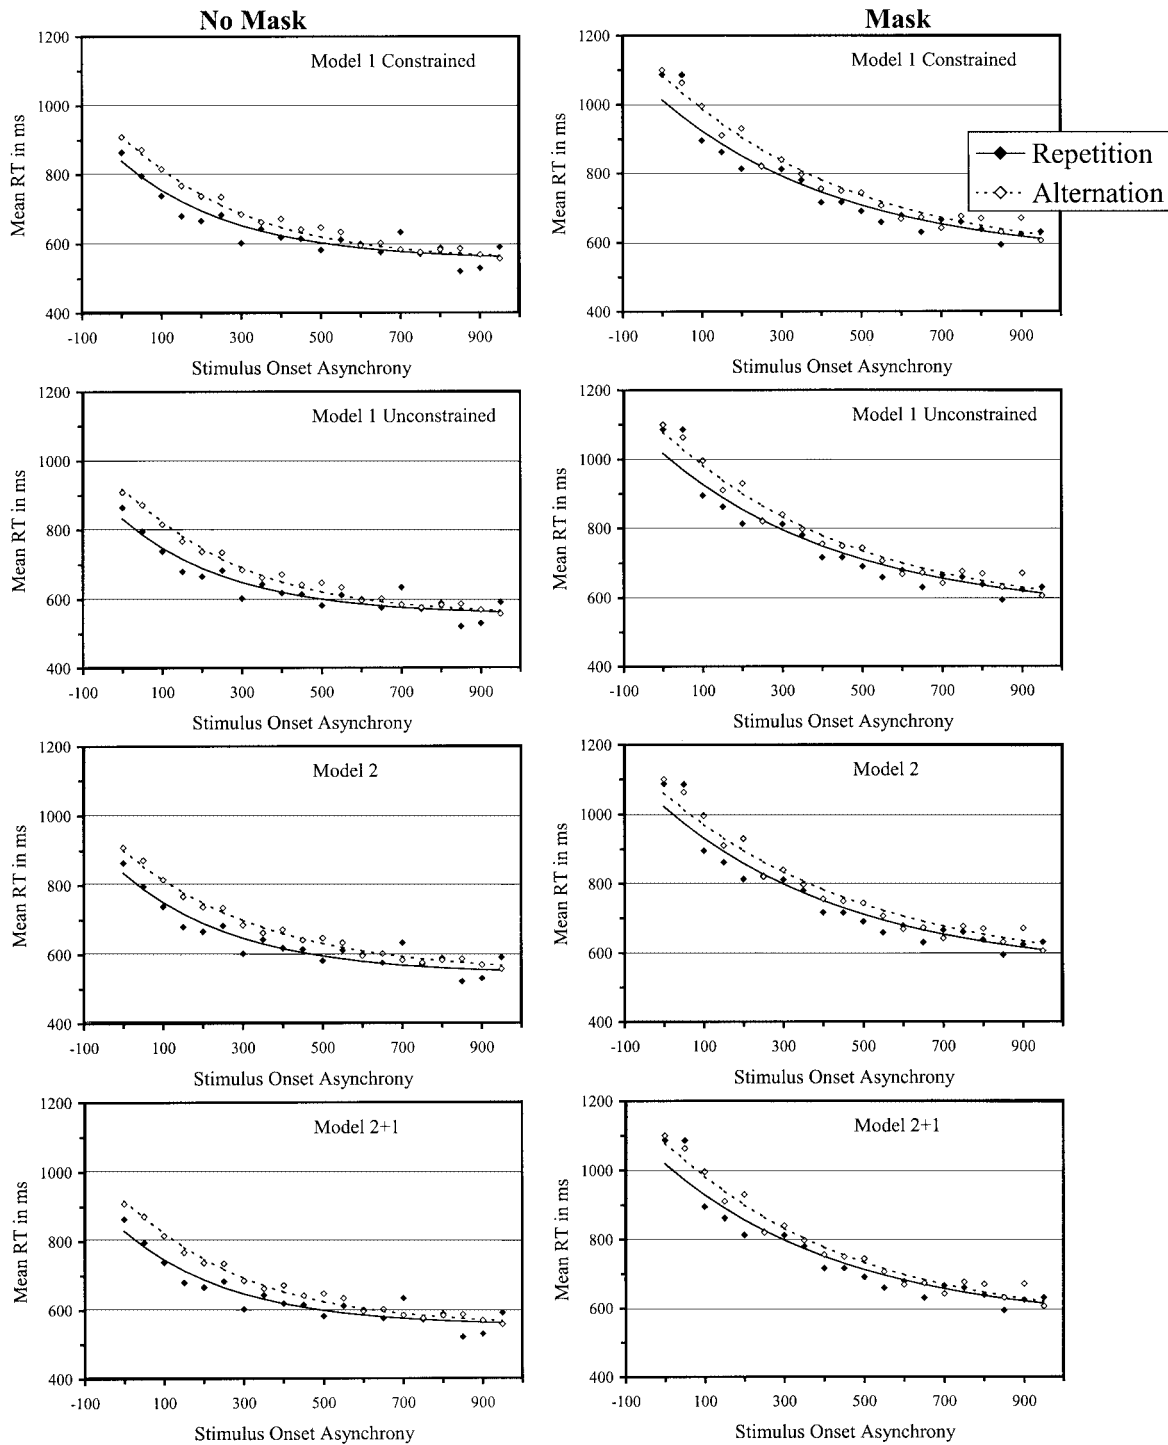 No Mask
Mask
1200
1000
800
600
400
-100 100 300 500 700 900
Mean RT in ms
Stimulus Onset Asynchrony
Model 1 Constrained
1200
1000
800
600
400
100 300 500 700 900
Mean RT in ms
Stimulus Onset Asynchrony
Model 1 Constrained
Repetition
Alternation
1200
1000
800
600
400
-100 100 300 500 700 900
Mean RT in ms
Stimulus Onset Asynchrony
Model 1 Unconstrained
1200
1000
800
600
400
-100 100 300 500 700 900
Mean RT in ms
Stimulus Onset Asynchrony
Model 1 Unconstrained
1200
1000
800
600
400
-100 100 300 500 700 900
Mean RT in ms
Stimulus Onset Asynchrony
Model 2
1200
1000
800
600
400
-100 100 300 500 700 900
Mean RT in ms
Stimulus Onset Asynchrony
Model 2
1200
1000
800
600
400
-100 100 300 500 700 900
Mean RT in ms
Stimulus Onset Asynchrony
Model 2+1
1200
1000
800
600
400
-100 100 300 500 700 900
Mean RT in ms
Stimulus Onset Asynchrony
Model 2+1